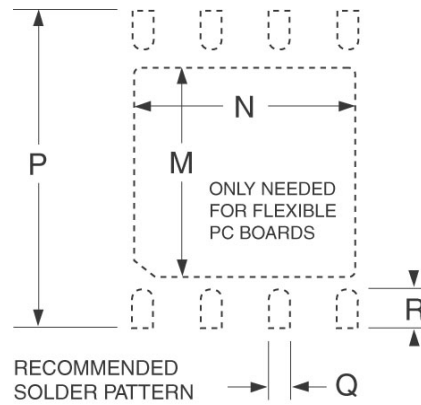 N
P
M
ONLY NEEDED
FOR FLEXIBLE
PC BOARDS
R
RECOMMENDED
SOLDER PATTERN
Q